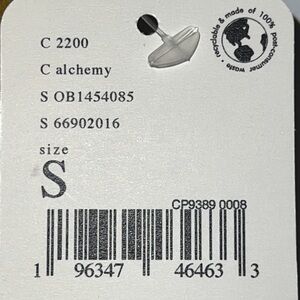 recyclable & made of 100% post-consumer waste •
C 2200
C alchemy
S OB1454085
S 66902016
size
S
CP9389 0008
1 96347 46463 3